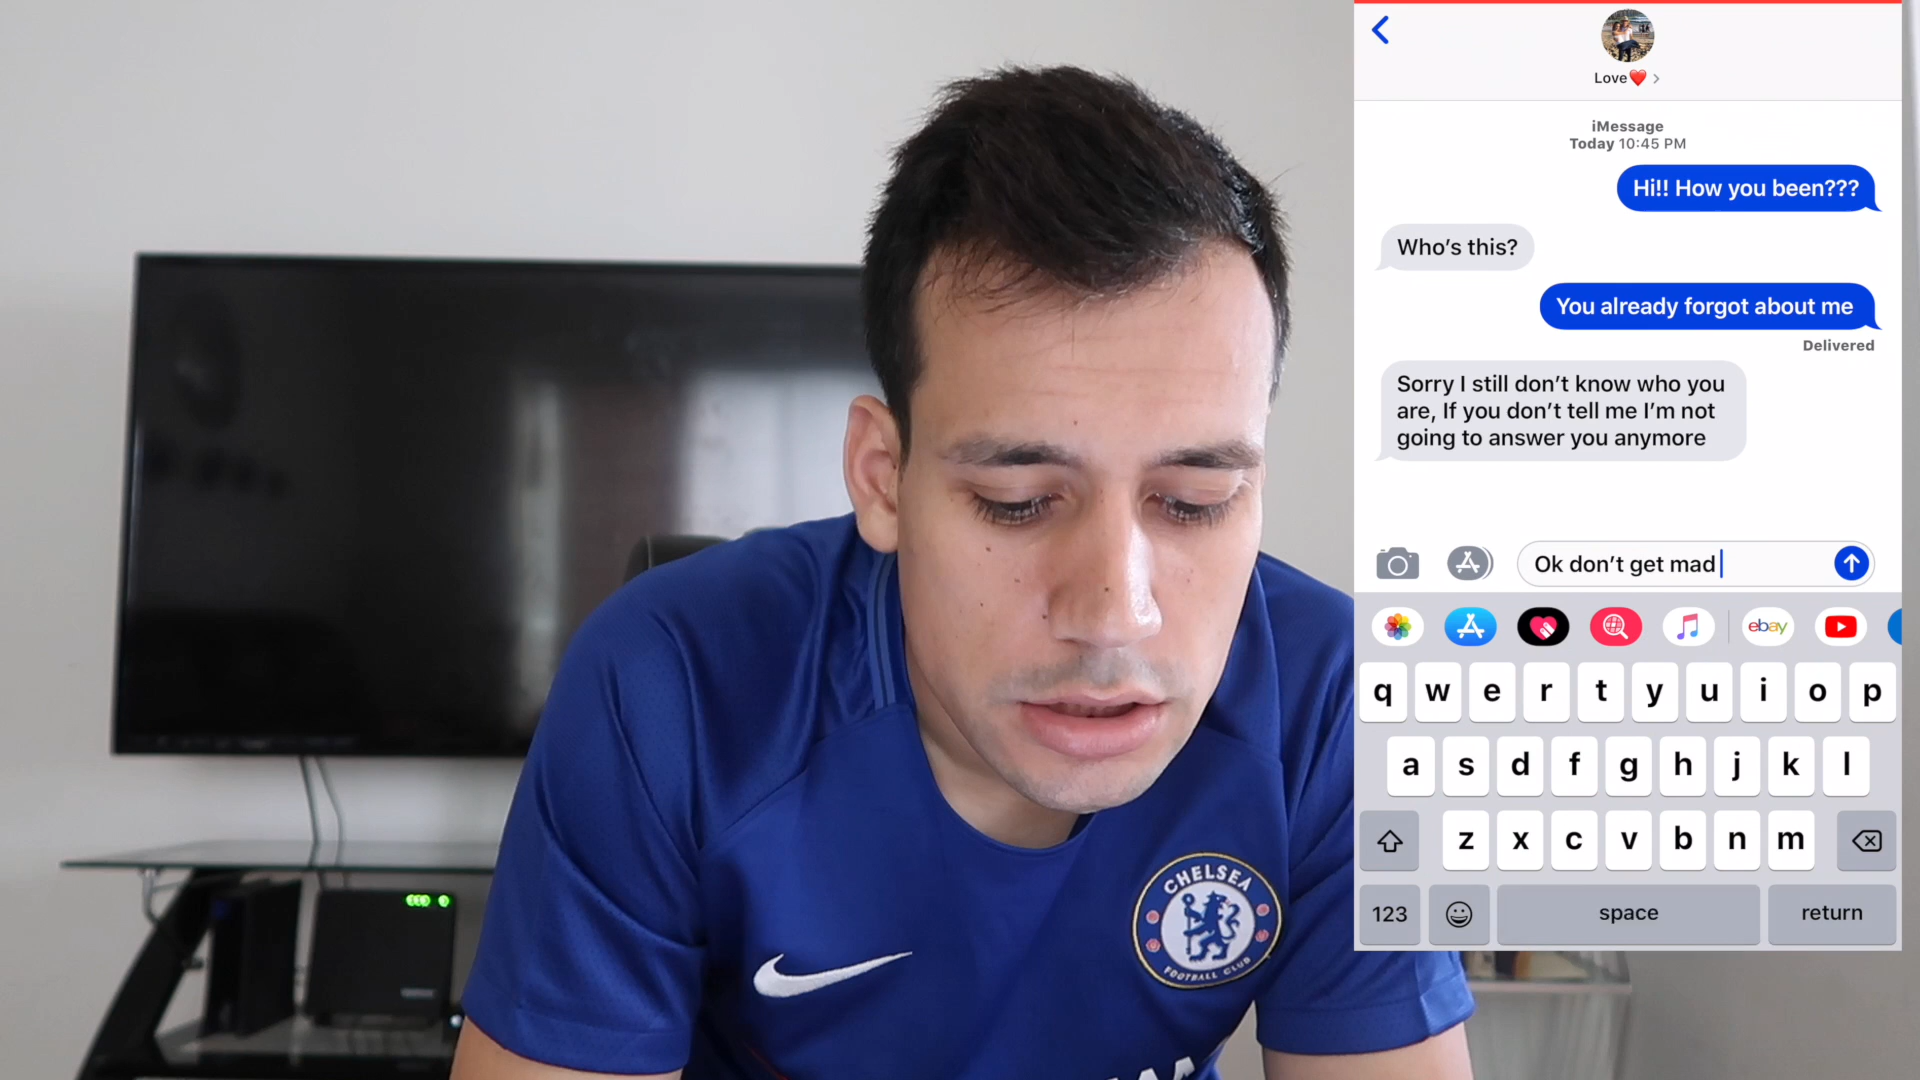 Love❤️
iMessage
Today 10:45 PM
Hi!! How you been???
Who's this?
You already forgot about me
Delivered
Sorry I still don't know who you
are, If you don't tell me I'm not
going to answer you anymore
Ok don't get mad
ebay
q w e r t y u i o p
a s d f g h j k l
z x c v b n m
123 space return
CHELSEA
FOOTBALL CLUB